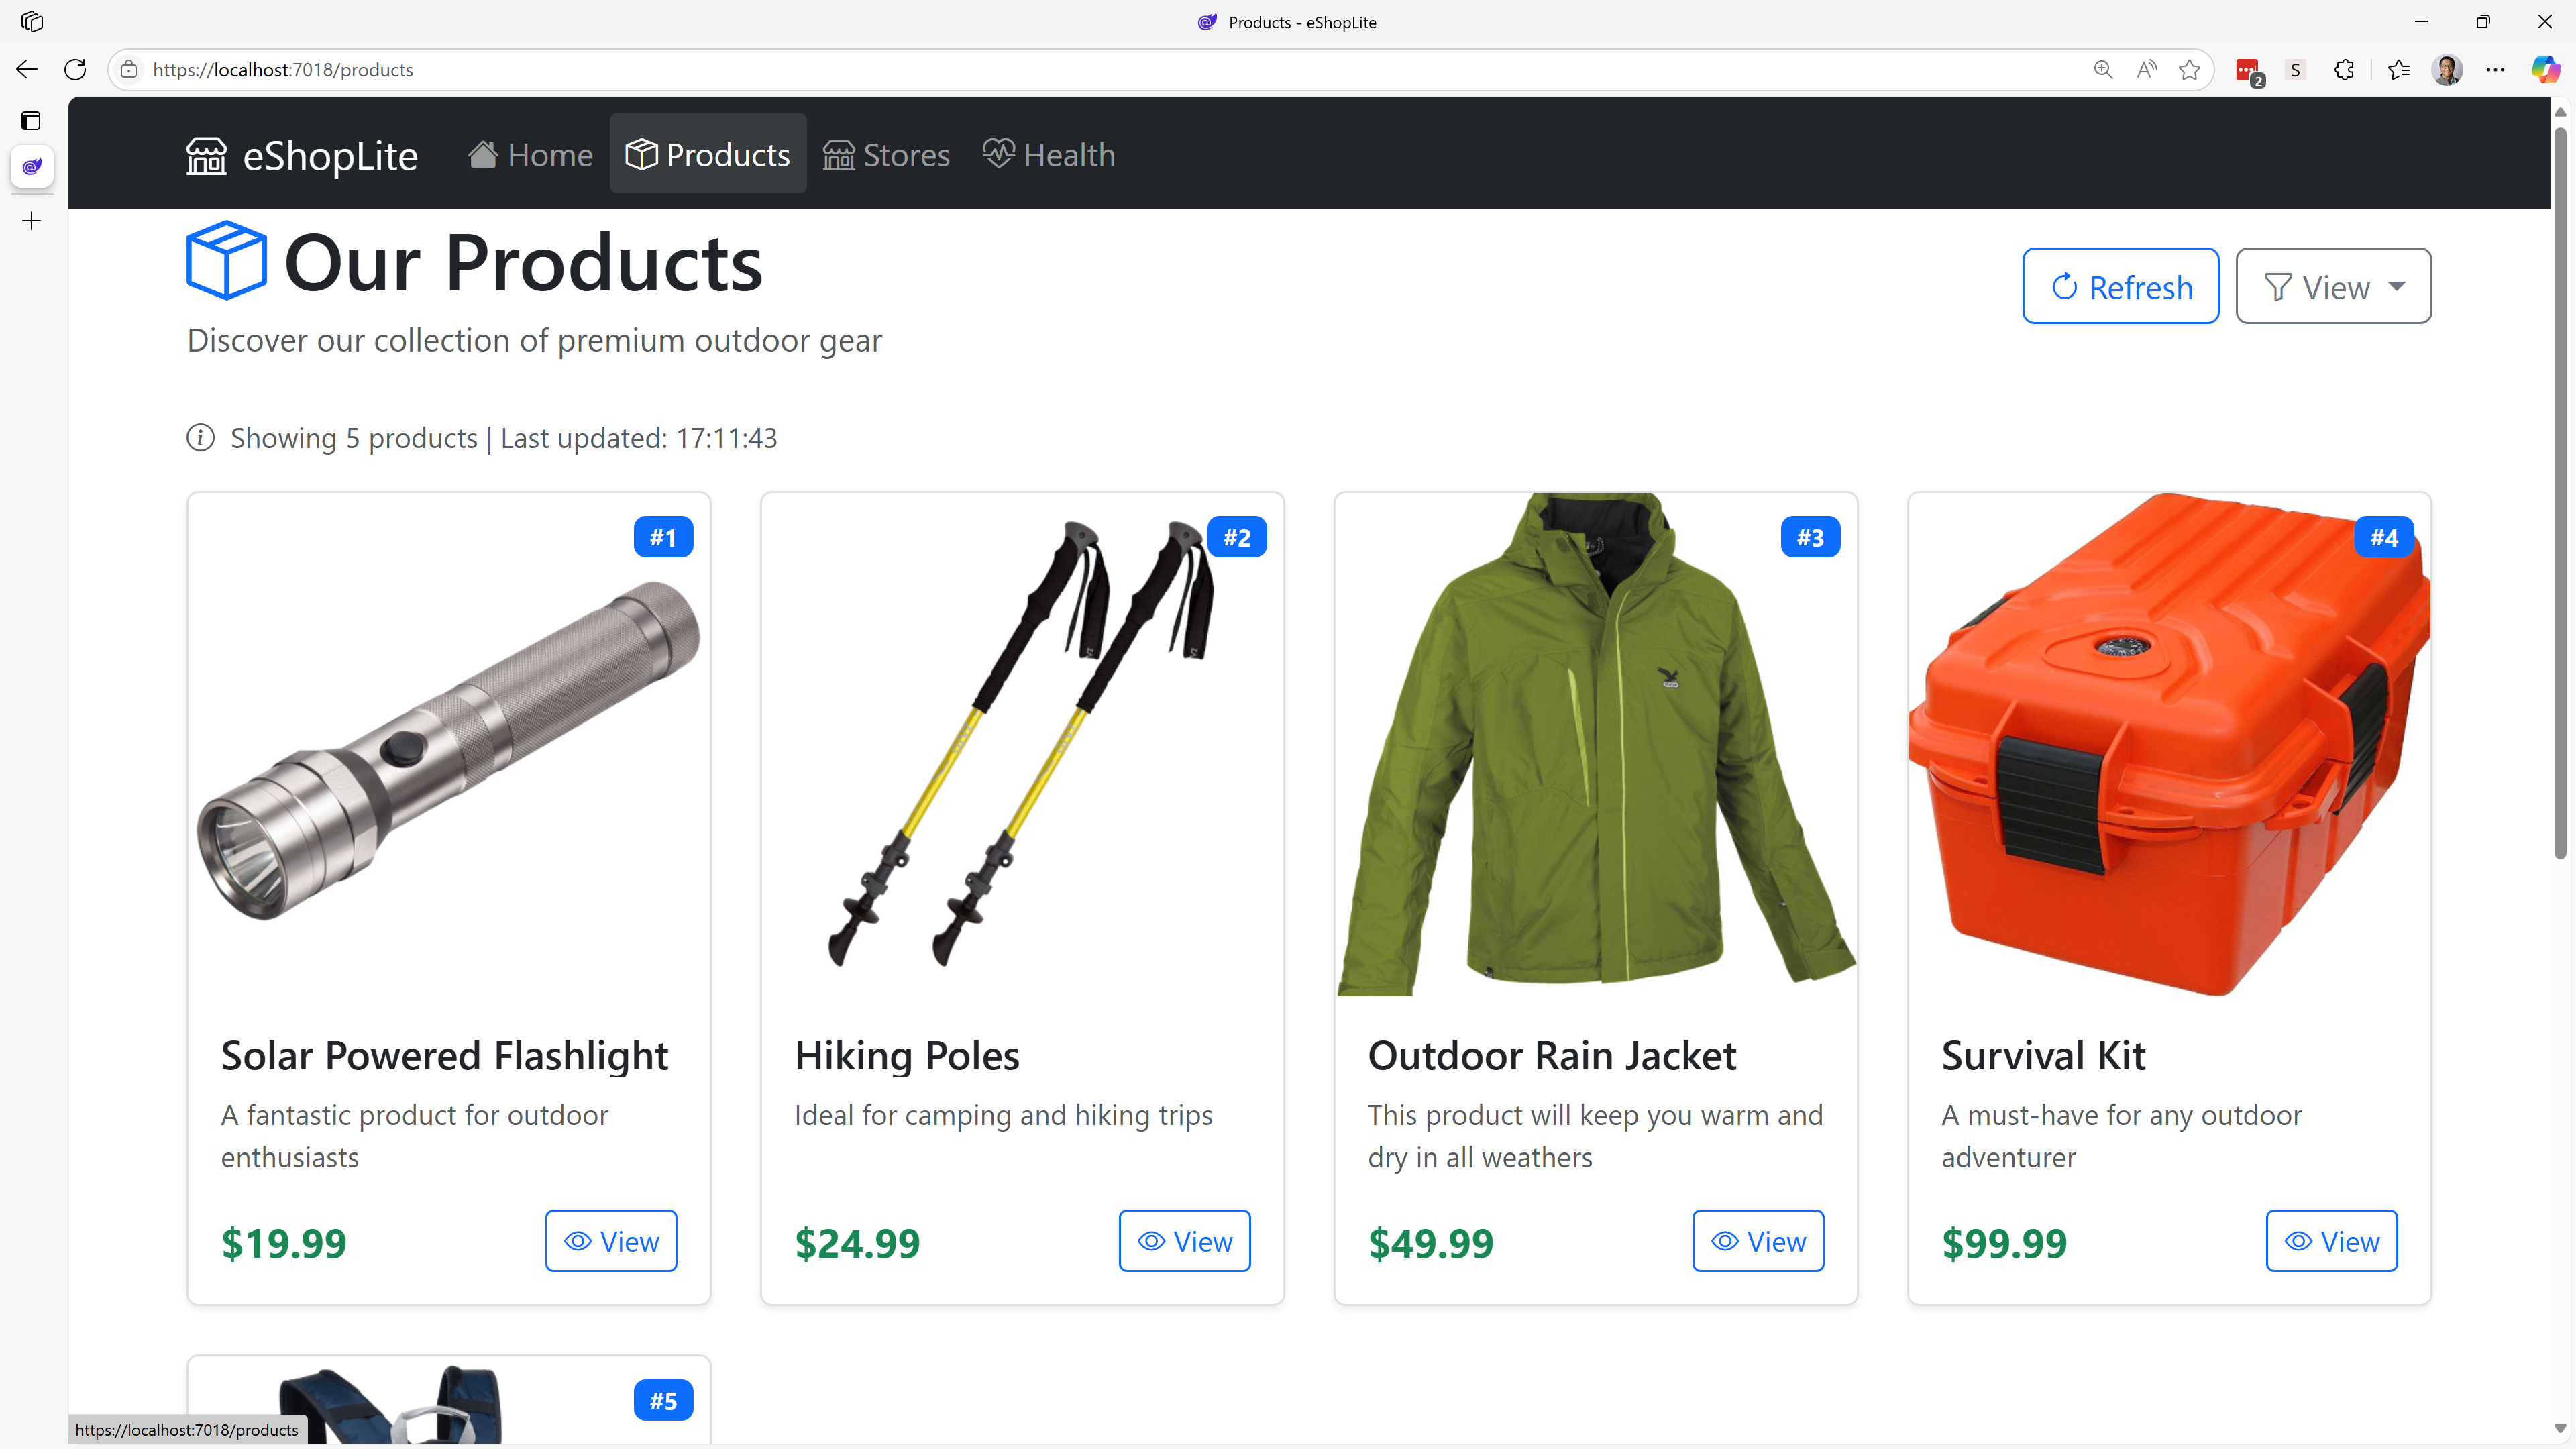 Products - eShopLite
https://localhost:7018/products
2
S
eShopLite
Home
Products
Stores
Health
Our Products
Refresh
View
Discover our collection of premium outdoor gear
Showing 5 products | Last updated: 17:11:43
#1
#2
#3
#4
Solar Powered Flashlight
A fantastic product for outdoor
enthusiasts
$19.99
View
Hiking Poles
Ideal for camping and hiking trips
$24.99
View
Outdoor Rain Jacket
This product will keep you warm and
dry in all weathers
$49.99
View
Survival Kit
A must-have for any outdoor
adventurer
$99.99
View
#5
https://localhost:7018/products